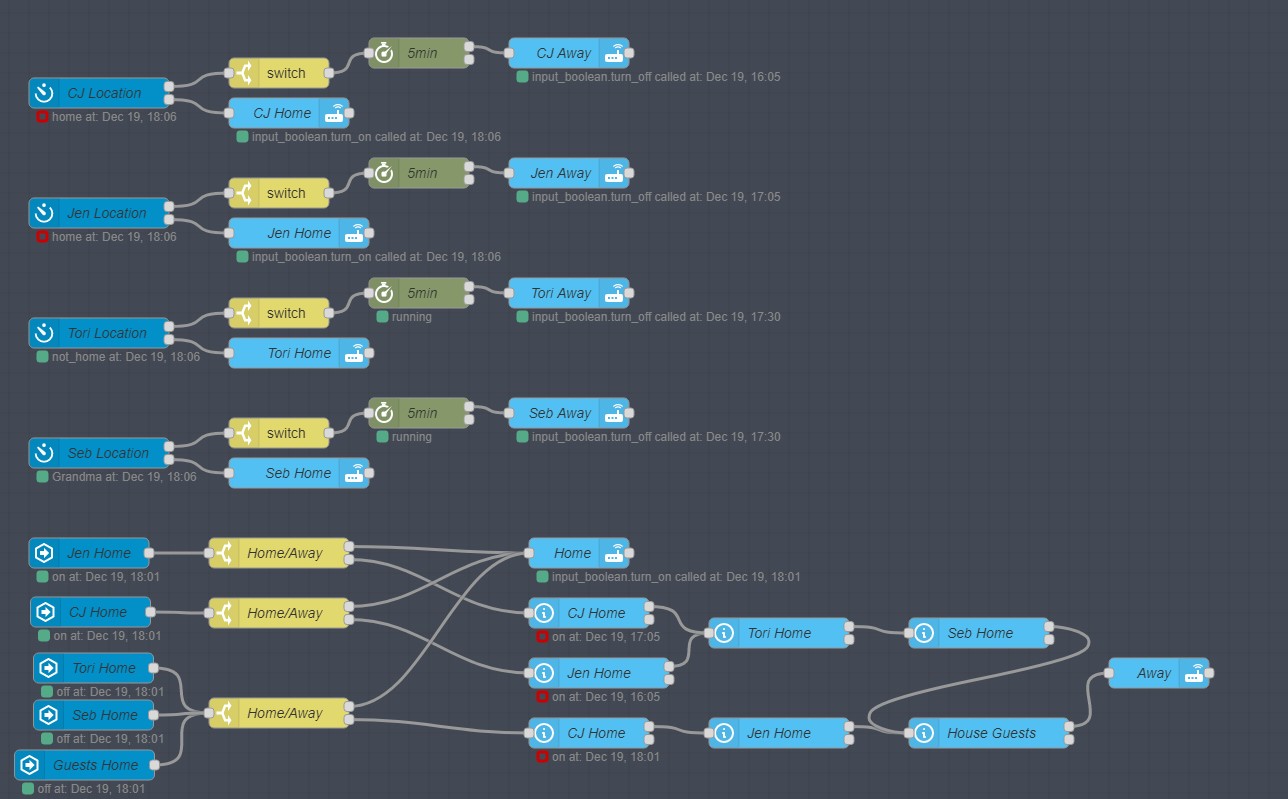 5min
CJ Away
switch
input_boolean.turn_off called at: Dec 19, 16:05
CJ Location
CJ Home
home at: Dec 19, 18:06
input_boolean.turn_on called at: Dec 19, 18:06
5min
Jen Away
switch
input_boolean.turn_off called at: Dec 19, 17:05
Jen Location
Jen Home
home at: Dec 19, 18:06
input_boolean.turn_on called at: Dec 19, 18:06
5min
Tori Away
switch
running
input_boolean.turn_off called at: Dec 19, 17:30
Tori Location
Tori Home
not_home at: Dec 19, 18:06
5min
Seb Away
switch
running
input_boolean.turn_off called at: Dec 19, 17:30
Seb Location
Seb Home
Grandma at: Dec 19, 18:06
Jen Home
Home/Away
Home
on at: Dec 19, 18:01
input_boolean.turn_on called at: Dec 19, 18:01
CJ Home
Home/Away
CJ Home
on at: Dec 19, 18:01
on at: Dec 19, 17:05
Tori Home
Seb Home
Tori Home
Jen Home
Away
off at: Dec 19, 18:01
on at: Dec 19, 16:05
Seb Home
Home/Away
off at: Dec 19, 18:01
CJ Home
Jen Home
House Guests
on at: Dec 19, 18:01
Guests Home
off at: Dec 19, 18:01